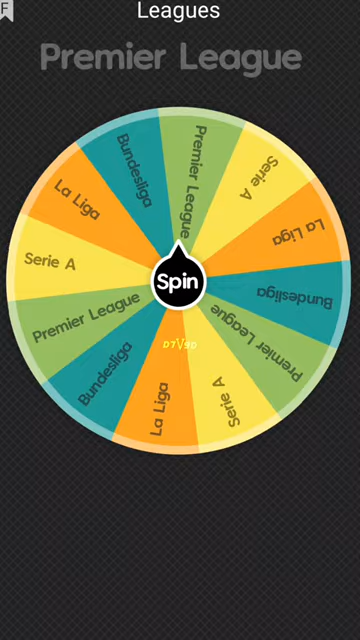 F
Leagues
Premier League
Premier League
Serie A
La Liga
Bundesliga
Premier League
Serie A
La Liga
Bundesliga
Premier League
Serie A
La Liga
Bundesliga
Spin